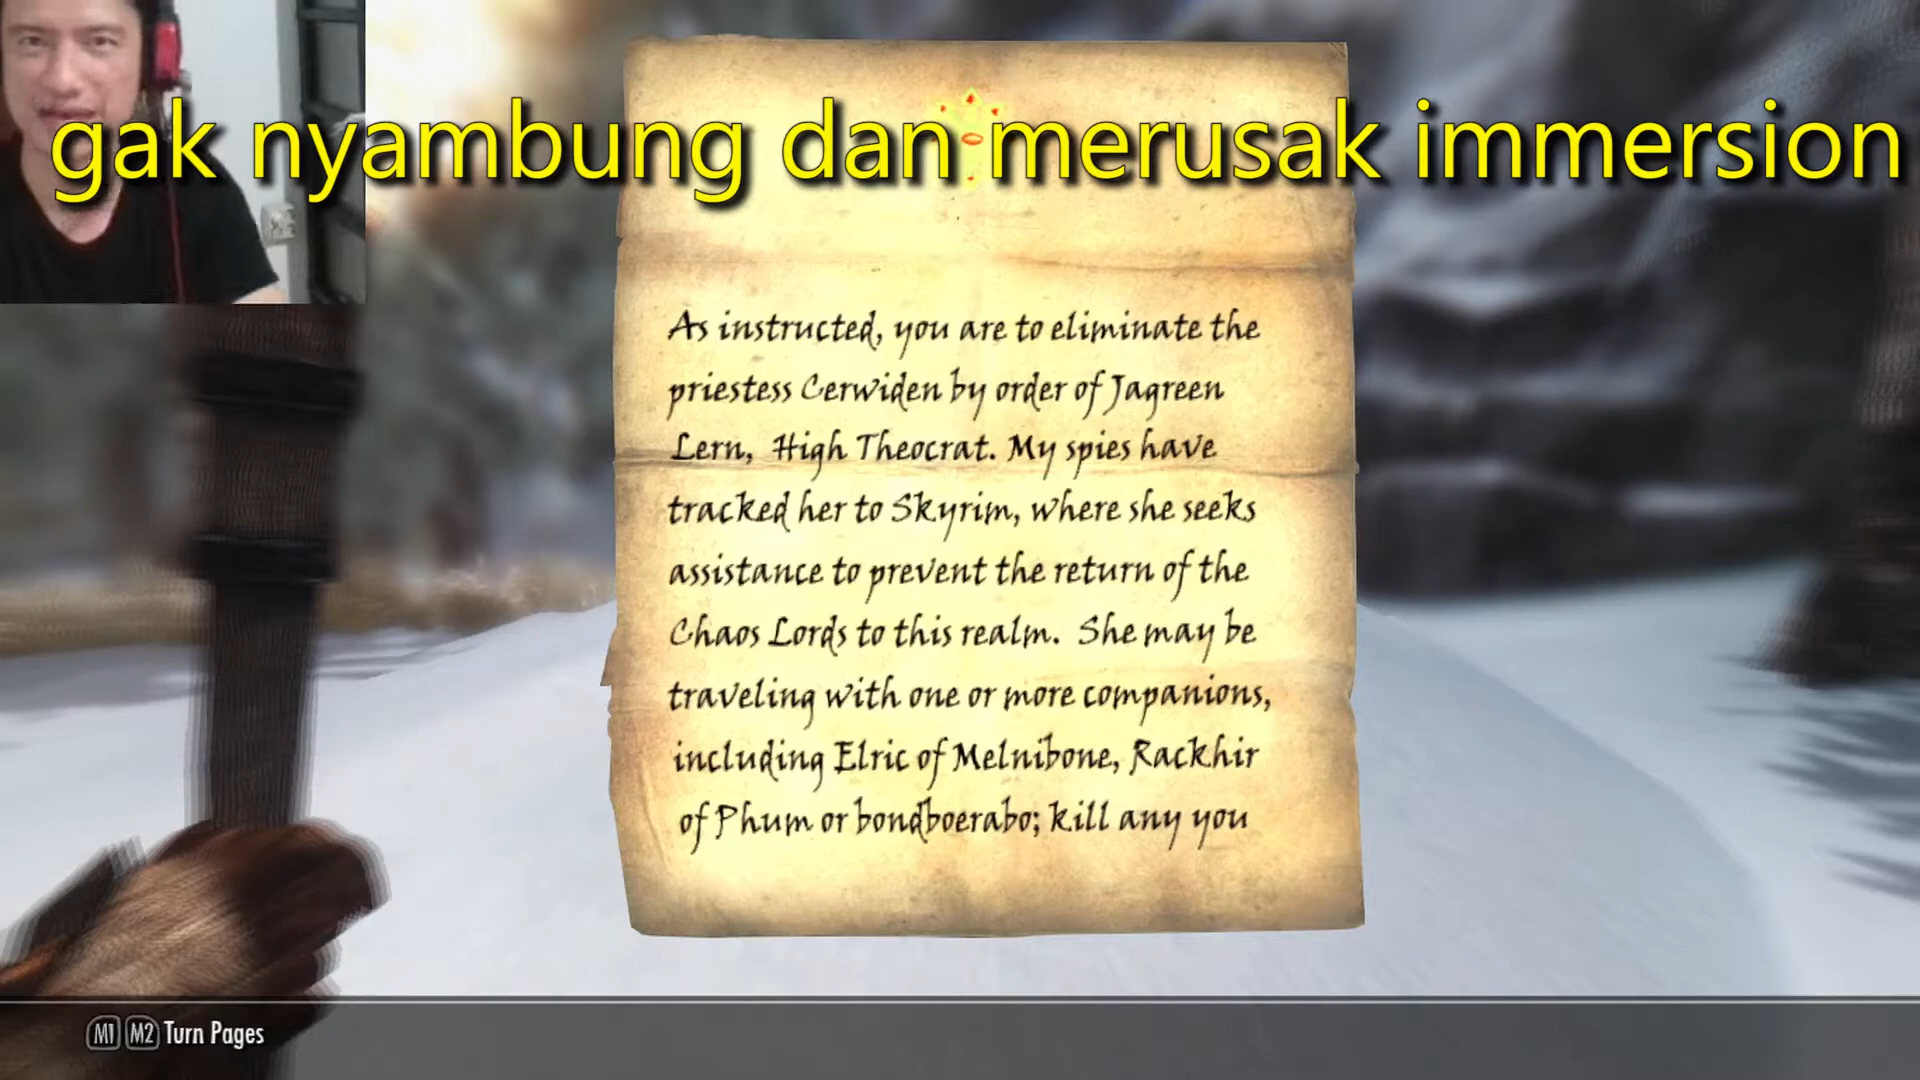 gak nyambung dan merusak immersion
As instructed, you are to eliminate the
priestess Cerwiden by order of Jagreen
Lern, High Theocrat. My spies have
tracked her to Skyrim, where she seeks
assistance to prevent the return of the
Chaos Lords to this realm. She may be
traveling with one or more companions,
including Elric of Melnibone, Rackhir
of Phum or bondboerabo; kill any you
M1 M2 Turn Pages